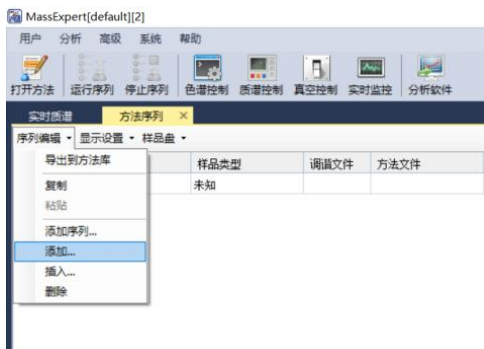 MassExpert[default][2]
用户 分析 高级 系统 帮助
打开方法 运行序列 停止序列 色谱控制 质谱控制 真空控制 实时监控 分析软件
实时质谱 方法序列 ×
序列编辑 显示设置 样品盘
样品类型 调谐文件 方法文件
未知
导出到方法库
复制
粘贴
添加序列...
添加...
插入...
删除